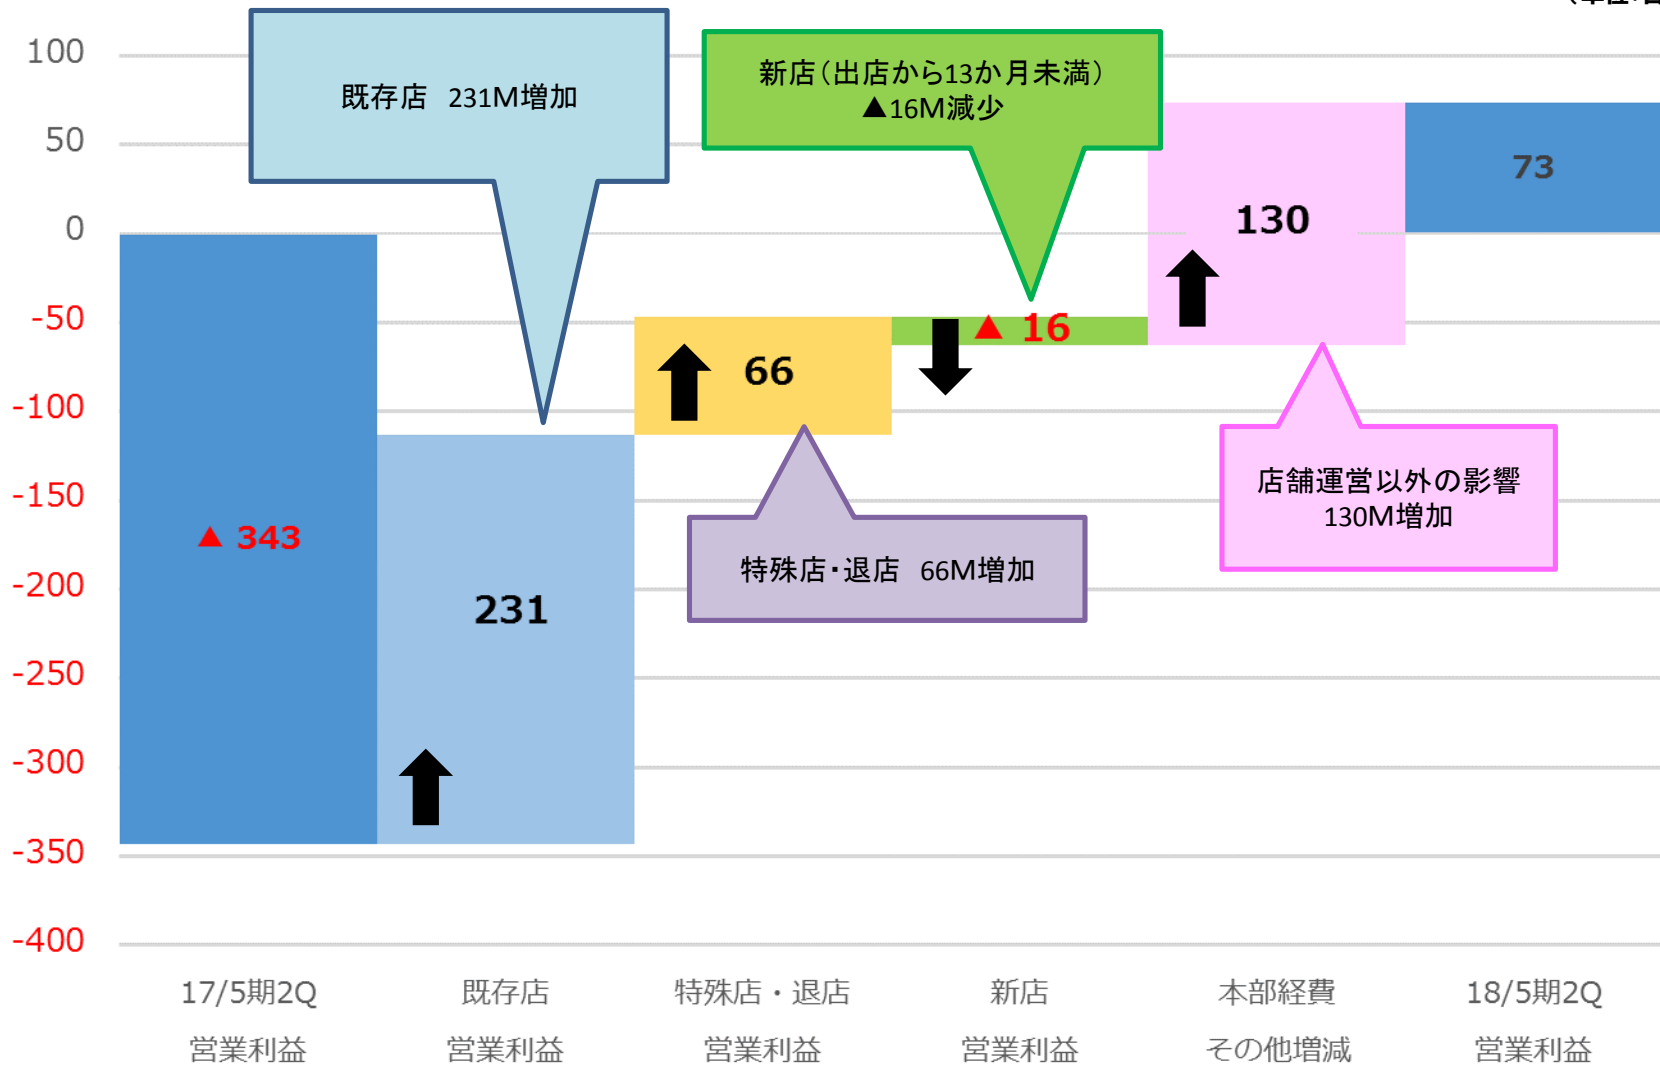 100
50
0
-50
-100
-150
-200
-250
-300
-350
-400
既存店 231M増加
新店(出店から13か月未満)
▲16M減少
73
130
▲ 16
66
店舗運営以外の影響
130M増加
▲ 343
特殊店・退店 66M増加
231
17/5期2Q
営業利益
既存店
営業利益
特殊店・退店
営業利益
新店
営業利益
本部経費
その他増減
18/5期2Q
営業利益